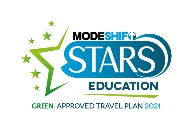 MODESHIFT
STARS
EDUCATION
GREEN: APPROVED TRAVEL PLAN 2021